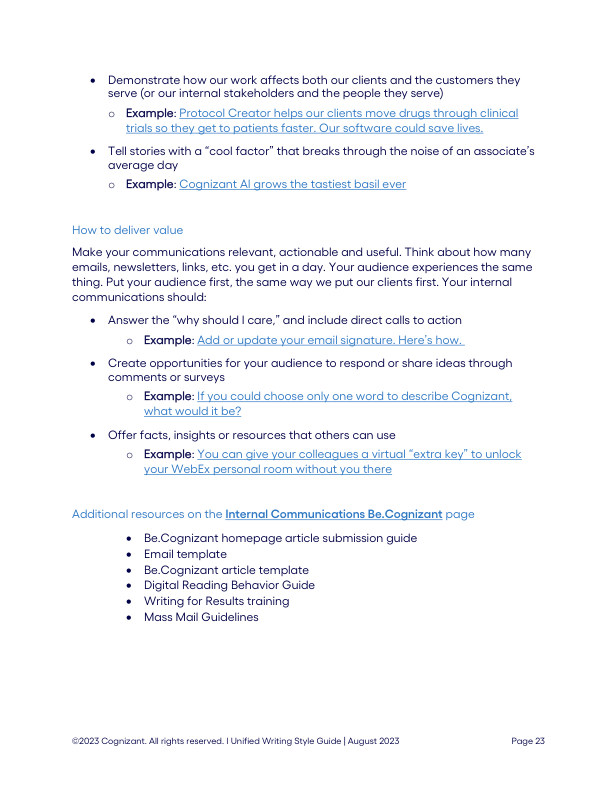 • Demonstrate how our work affects both our clients and the customers they
serve (or our internal stakeholders and the people they serve)
o Example: Protocol Creator helps our clients move drugs through clinical
trials so they get to patients faster. Our software could save lives.
• Tell stories with a “cool factor” that breaks through the noise of an associate’s
average day
o Example: Cognizant AI grows the tastiest basil ever
How to deliver value
Make your communications relevant, actionable and useful. Think about how many
emails, newsletters, links, etc. you get in a day. Your audience experiences the same
thing. Put your audience first, the same way we put our clients first. Your internal
communications should:
• Answer the “why should I care,” and include direct calls to action
o Example: Add or update your email signature. Here’s how.
• Create opportunities for your audience to respond or share ideas through
comments or surveys
o Example: If you could choose only one word to describe Cognizant,
what would it be?
• Offer facts, insights or resources that others can use
o Example: You can give your colleagues a virtual “extra key” to unlock
your WebEx personal room without you there
Additional resources on the Internal Communications Be.Cognizant page
• Be.Cognizant homepage article submission guide
• Email template
• Be.Cognizant article template
• Digital Reading Behavior Guide
• Writing for Results training
• Mass Mail Guidelines
©2023 Cognizant. All rights reserved. I Unified Writing Style Guide | August 2023 Page 23